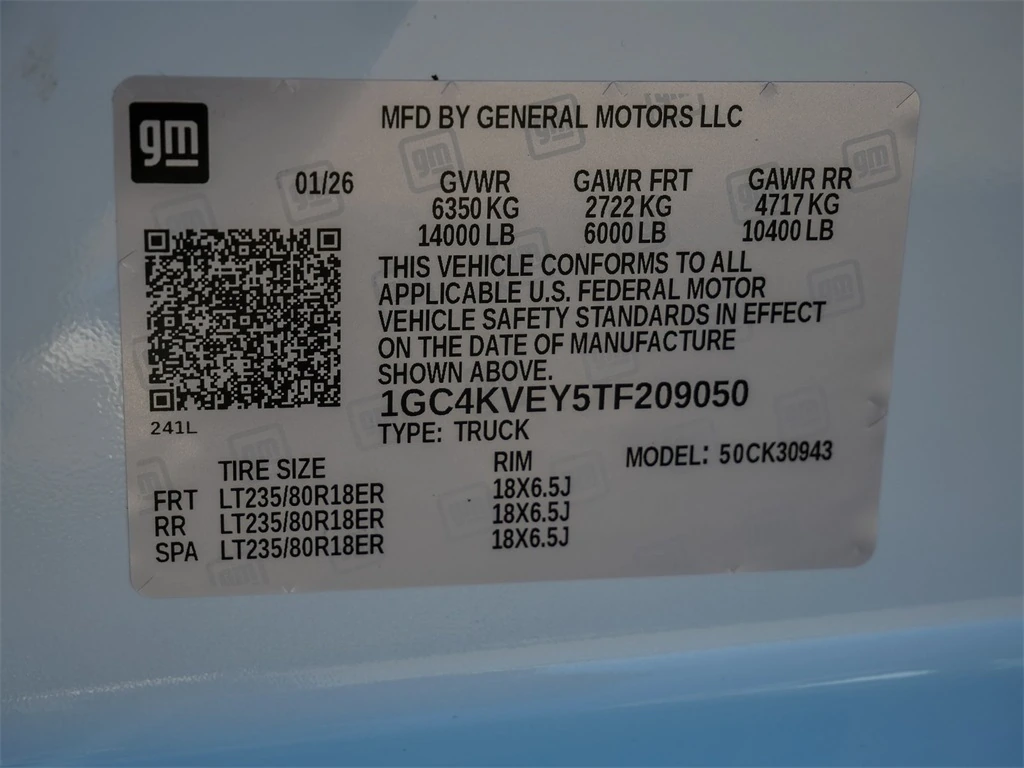 gm
MFD BY GENERAL MOTORS LLC
01/26 GVWR GAWR FRT GAWR RR
6350 KG 2722 KG 4717 KG
14000 LB 6000 LB 10400 LB
THIS VEHICLE CONFORMS TO ALL
APPLICABLE U.S. FEDERAL MOTOR
VEHICLE SAFETY STANDARDS IN EFFECT
ON THE DATE OF MANUFACTURE
SHOWN ABOVE.
1GC4KVEY5TF209050
241L
TYPE: TRUCK
TIRE SIZE RIM MODEL: 50CK30943
FRT LT235/80R18ER 18X6.5J
RR LT235/80R18ER 18X6.5J
SPA LT235/80R18ER 18X6.5J